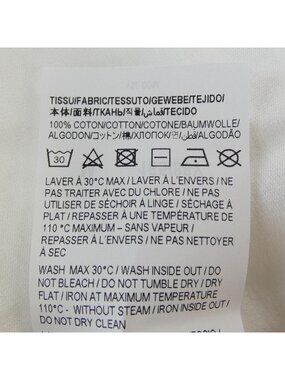 TISSU/FABRIC/TESSUTO/GEWEBE/TEJIDO/
本体/面料/ТКАНЬ/직물/قماش/TECIDO
100% COTON/COTTON/COTONE/BAUMWOLLE/
ALGODON/コットン/棉/ХЛОПОК/면/قطن/ALGODÃO
30
LAVER À 30°C MAX / LAVER À L'ENVERS / NE
PAS TRAITER AVEC DU CHLORE / NE PAS
UTILISER DE SÉCHOIR À LINGE / SÉCHAGE À
PLAT / REPASSER À UNE TEMPÉRATURE DE
110 °C MAXIMUM – SANS VAPEUR /
REPASSER À L'ENVERS / NE PAS NETTOYER
À SEC
WASH MAX 30°C / WASH INSIDE OUT / DO
NOT BLEACH / DO NOT TUMBLE DRY / DRY
FLAT / IRON AT MAXIMUM TEMPERATURE
110°C - WITHOUT STEAM / IRON INSIDE OUT /
DO NOT DRY CLEAN